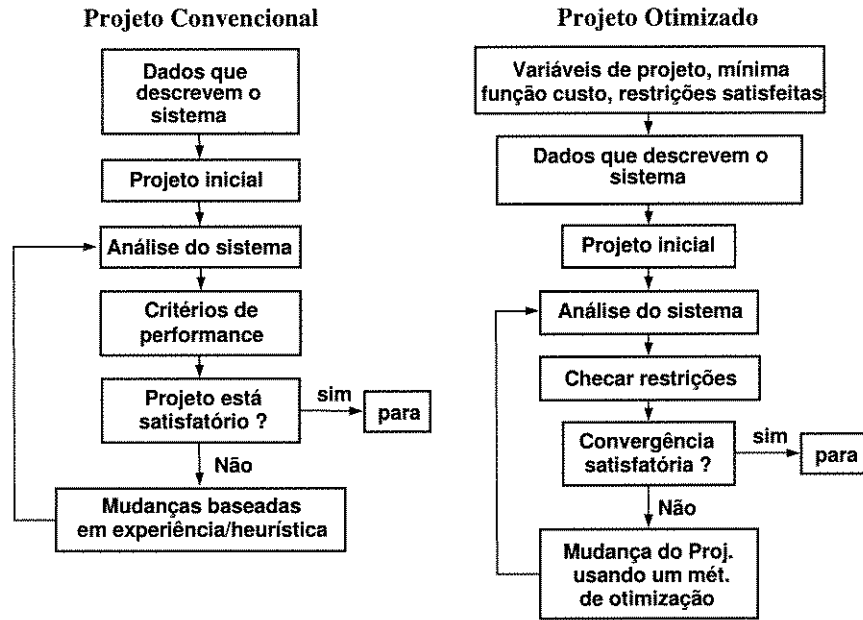 Projeto Convencional
Dados que
descrevem o
sistema
Projeto inicial
Análise do sistema
Critérios de
performance
Projeto está
satisfatório ?
sim
para
Não
Mudanças baseadas
em experiência/heurística
Projeto Otimizado
Variáveis de projeto, mínima
função custo, restrições satisfeitas
Dados que descrevem o
sistema
Projeto inicial
Análise do sistema
Checar restrições
Convergência
satisfatória ?
sim
para
Não
Mudança do Proj.
usando um mét.
de otimização